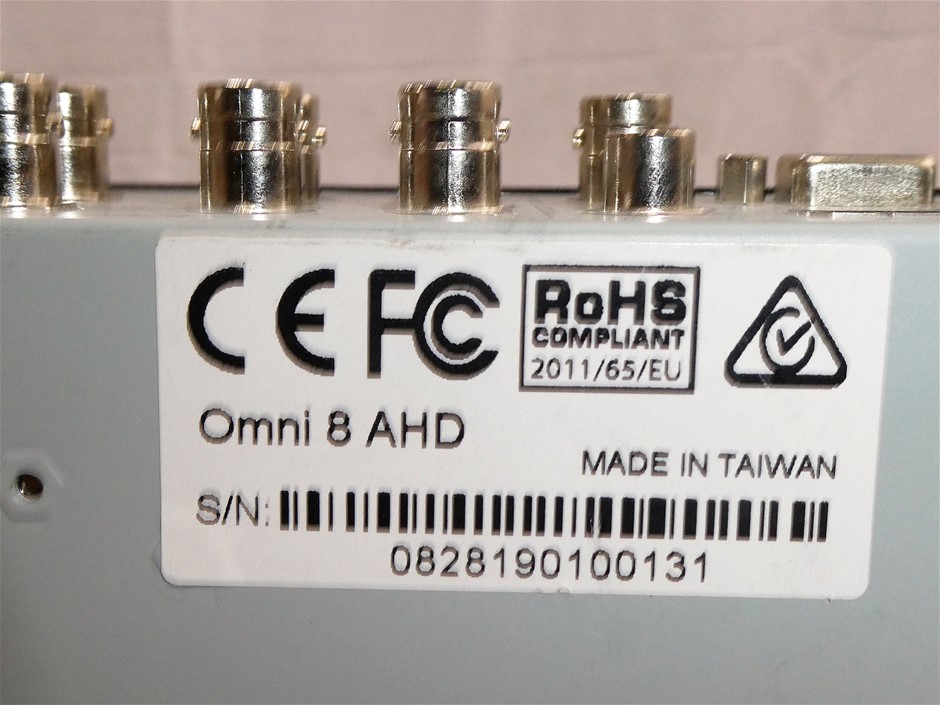 CE FC RoHS
COMPLIANT
2011/65/EU
Omni 8 AHD
MADE IN TAIWAN
S/N:
0828190100131